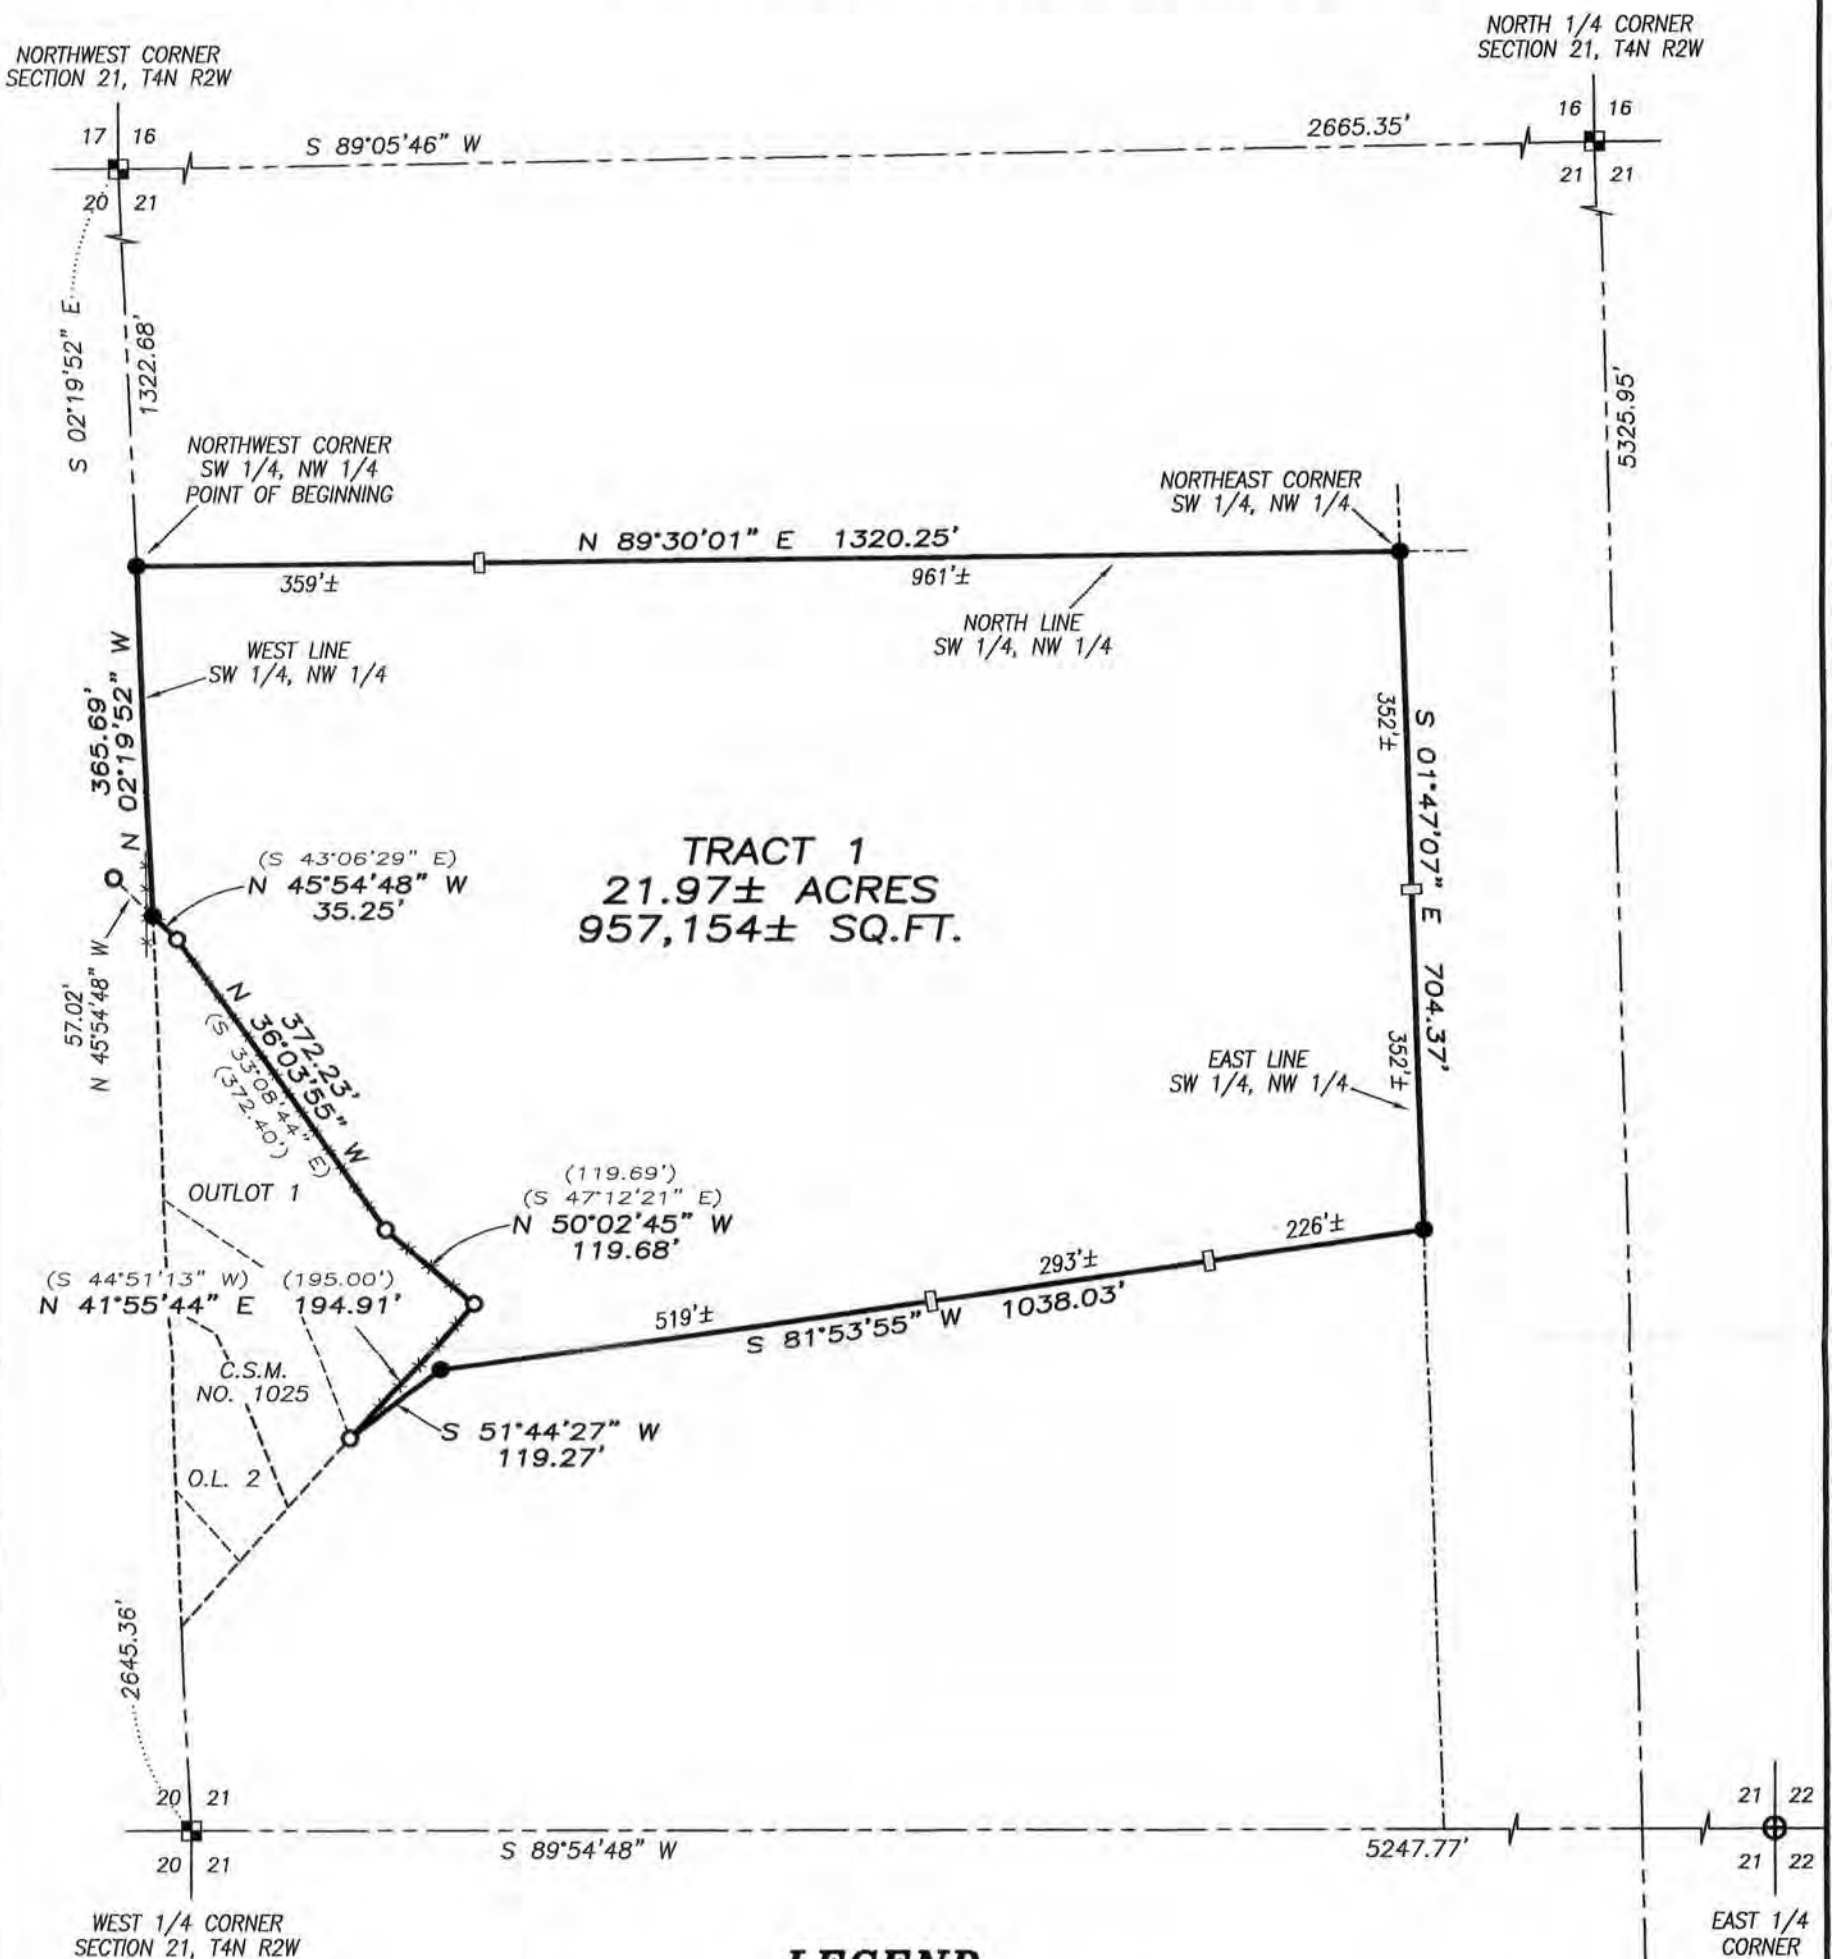 NORTHWEST CORNER
SECTION 21, T4N R2W
NORTH 1/4 CORNER
SECTION 21, T4N R2W
17 16
20 21
S 89°05'46" W
2665.35'
16 16
21 21
S 02°19'52" E
1322.68'
5325.95'
NORTHWEST CORNER
SW 1/4, NW 1/4
POINT OF BEGINNING
NORTHEAST CORNER
SW 1/4, NW 1/4
N 89°30'01" E 1320.25'
359'±
961'±
NORTH LINE
SW 1/4, NW 1/4
WEST LINE
SW 1/4, NW 1/4
365.69'
N 02°19'52" W
352'±
S 01°47'07" E 704.37'
352'±
TRACT 1
21.97± ACRES
957,154± SQ.FT.
(S 43°06'29" E)
N 45°54'48" W
35.25'
57.02'
N 45°54'48" W
372.23'
N 36°03'55" W
(S 33°08'44" E)
(372.40')
EAST LINE
SW 1/4, NW 1/4
OUTLOT 1
(119.69')
(S 47°12'21" E)
N 50°02'45" W
119.68'
226'±
293'±
519'±
S 81°53'55" W 1038.03'
(S 44°51'13" W) (195.00')
N 41°55'44" E 194.91'
C.S.M.
NO. 1025
S 51°44'27" W
119.27'
O.L. 2
2645.36'
20 21
20 21
S 89°54'48" W
5247.77'
21 22
21 22
WEST 1/4 CORNER
SECTION 21, T4N R2W
EAST 1/4
CORNER
LEGEND